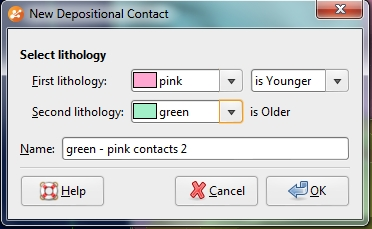 New Depositional Contact
Select lithology
First lithology: pink is Younger
Second lithology: green is Older
Name: green - pink contacts 2
Help Cancel OK